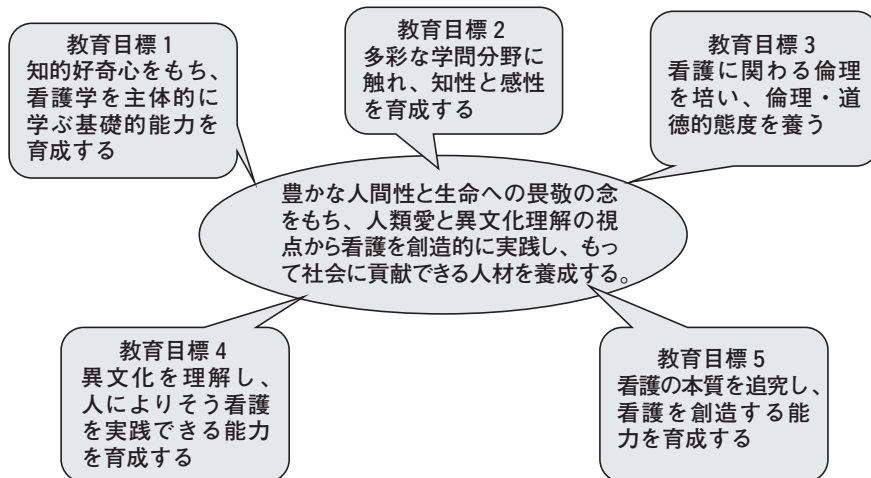 教育目標 1
知的好奇心をもち、
看護学を主体的に
学ぶ基礎的能力を
育成する
教育目標 2
多彩な学問分野に
触れ、知性と感性
を育成する
教育目標 3
看護に関わる倫理
を培い、倫理・道
徳的態度を養う
豊かな人間性と生命への畏敬の念
をもち、人類愛と異文化理解の視
点から看護を創造的に実践し、もっ
て社会に貢献できる人材を養成する。
教育目標 4
異文化を理解し、
人によりそう看護
を実践できる能力
を育成する
教育目標 5
看護の本質を追究し、
看護を創造する能
力を育成する